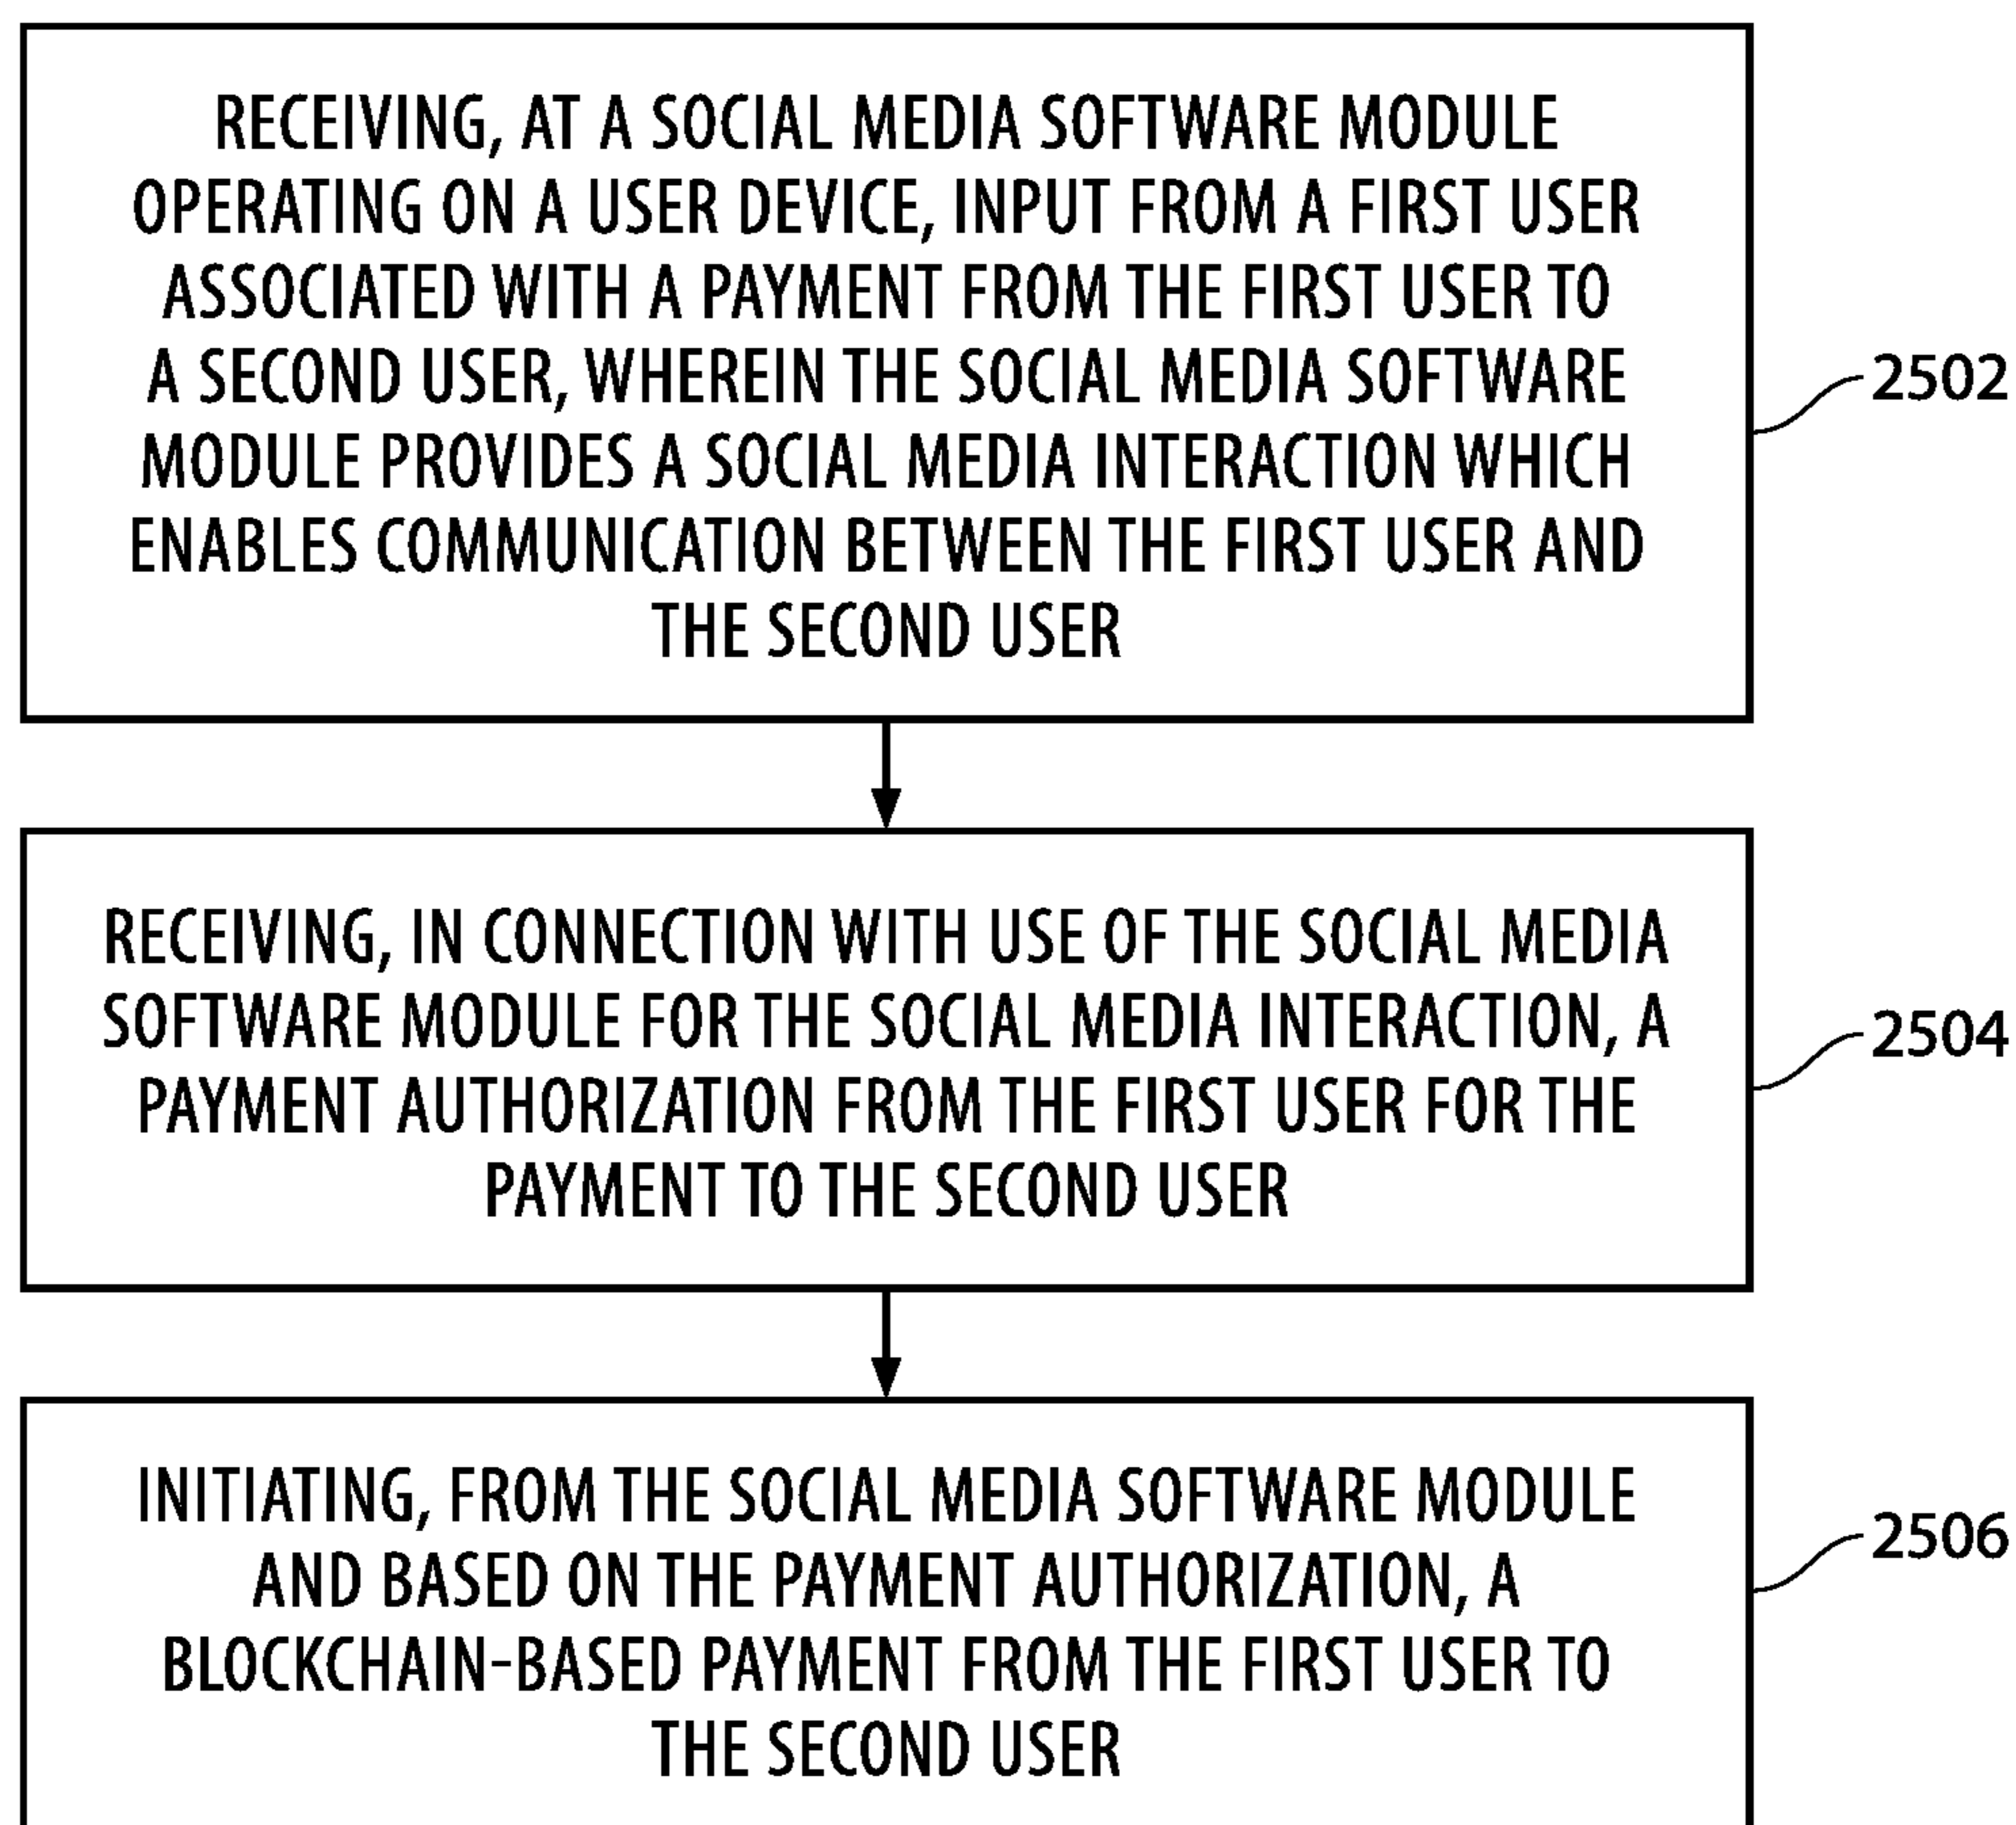 RECEIVING, AT A SOCIAL MEDIA SOFTWARE MODULE
OPERATING ON A USER DEVICE, INPUT FROM A FIRST USER
ASSOCIATED WITH A PAYMENT FROM THE FIRST USER TO
A SECOND USER, WHEREIN THE SOCIAL MEDIA SOFTWARE
MODULE PROVIDES A SOCIAL MEDIA INTERACTION WHICH
ENABLES COMMUNICATION BETWEEN THE FIRST USER AND
THE SECOND USER
2502
RECEIVING, IN CONNECTION WITH USE OF THE SOCIAL MEDIA
SOFTWARE MODULE FOR THE SOCIAL MEDIA INTERACTION, A
PAYMENT AUTHORIZATION FROM THE FIRST USER FOR THE
PAYMENT TO THE SECOND USER
2504
INITIATING, FROM THE SOCIAL MEDIA SOFTWARE MODULE
AND BASED ON THE PAYMENT AUTHORIZATION, A
BLOCKCHAIN-BASED PAYMENT FROM THE FIRST USER TO
THE SECOND USER
2506